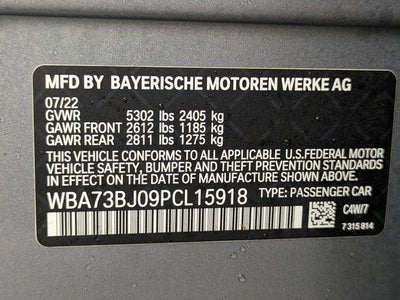 MFD BY BAYERISCHE MOTOREN WERKE AG
07/22
GVWR 5302 lbs 2405 kg
GAWR FRONT 2612 lbs 1185 kg
GAWR REAR 2811 lbs 1275 kg
THIS VEHICLE CONFORMS TO ALL APPLICABLE U.S.FEDERAL MOTOR
VEHICLE SAFETY, BUMPER AND THEFT PREVENTION STANDARDS
IN EFFECT ON THE DATE OF MANUFACTURE SHOWN ABOVE.
WBA73BJ09PCL15918 TYPE: PASSENGER CAR
C4W/7
7 315 814